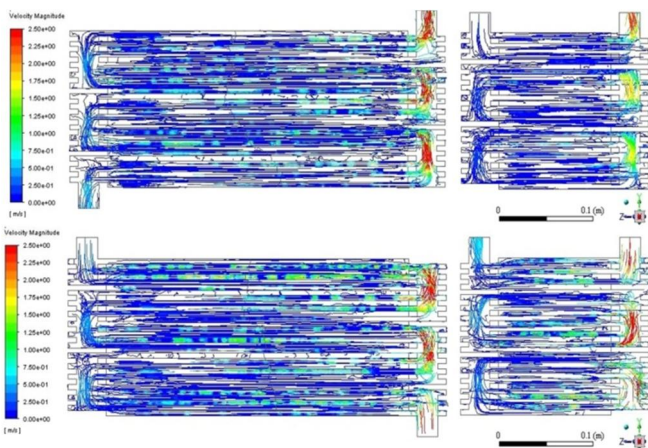 Velocity Magnitude
2.50e+00
2.25e+00
2.00e+00
1.75e+00
1.50e+00
1.25e+00
1.00e+00
7.50e-01
5.00e-01
2.50e-01
0.00e+00
[ m/s ]
0 0.1 (m)
Y
Z
Velocity Magnitude
2.50e+00
2.25e+00
2.00e+00
1.75e+00
1.50e+00
1.25e+00
1.00e+00
7.50e-01
5.00e-01
2.50e-01
0.00e+00
[ m/s ]
0 0.1 (m)
Y
Z